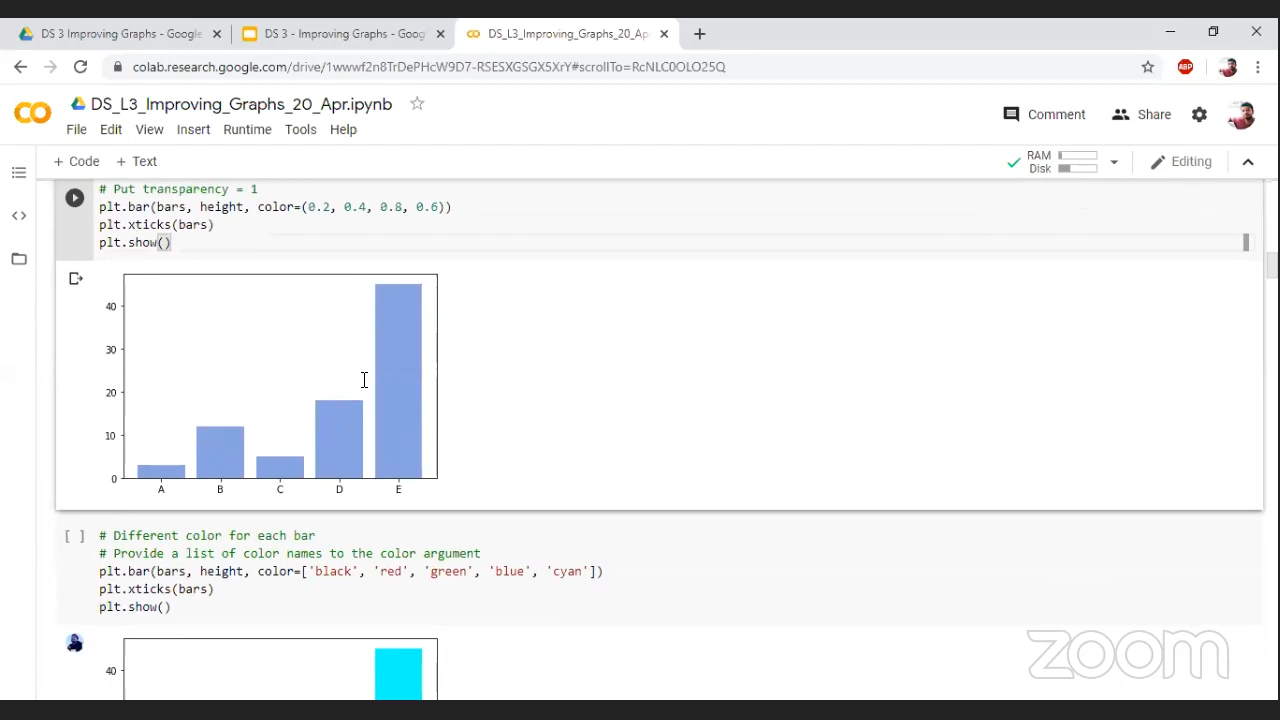 DS 3 Improving Graphs - Google
DS 3 - Improving Graphs - Goog
DS_L3_Improving_Graphs_20_Ap
colab.research.google.com/drive/1wwwf2n8TrDePHcW9D7-RSESXGSGX5XrY#scrollTo=RcNLC0OLO25Q
ABP
CO
DS_L3_Improving_Graphs_20_Apr.ipynb
Comment
Share
File Edit View Insert Runtime Tools Help
+ Code + Text
RAM
Disk
Editing
# Put transparency = 1
plt.bar(bars, height, color=(0.2, 0.4, 0.8, 0.6))
plt.xticks(bars)
plt.show()
40
30
20
10
0
A B C D E
[ ] # Different color for each bar
# Provide a list of color names to the color argument
plt.bar(bars, height, color=['black', 'red', 'green', 'blue', 'cyan'])
plt.xticks(bars)
plt.show()
40
zoom